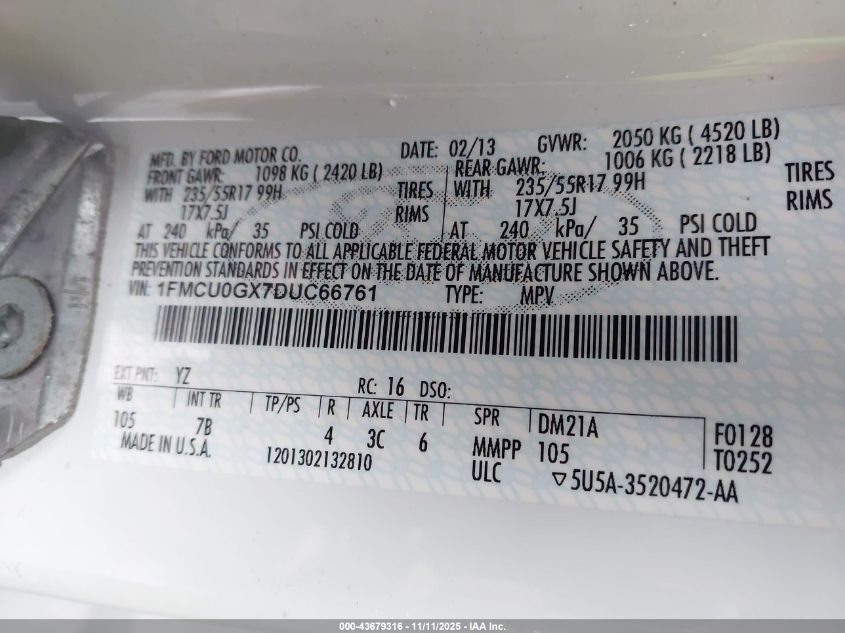 MFD. BY FORD MOTOR CO. DATE: 02/13 GVWR: 2050 KG ( 4520 LB)
FRONT GAWR: 1098 KG ( 2420 LB) REAR GAWR: 1006 KG ( 2218 LB)
WITH 235/55R17 99H TIRES WITH 235/55R17 99H TIRES
17X7.5J RIMS 17X7.5J RIMS
AT 240 kPa/ 35 PSI COLD AT 240 kPa/ 35 PSI COLD
THIS VEHICLE CONFORMS TO ALL APPLICABLE FEDERAL MOTOR VEHICLE SAFETY AND THEFT
PREVENTION STANDARDS IN EFFECT ON THE DATE OF MANUFACTURE SHOWN ABOVE.
VIN: 1FMCU0GX7DUC66761 TYPE: MPV
EXT PNT: YZ RC: 16 DSO:
WB INT TR TP/PS R AXLE TR SPR DM21A F0128
105 7B 4 3C 6 MMPP 105 T0252
MADE IN U.S.A. 1201302132810 ULC ▽5U5A-3520472-AA
000-43679316 - 11/11/2025 - IAA Inc.